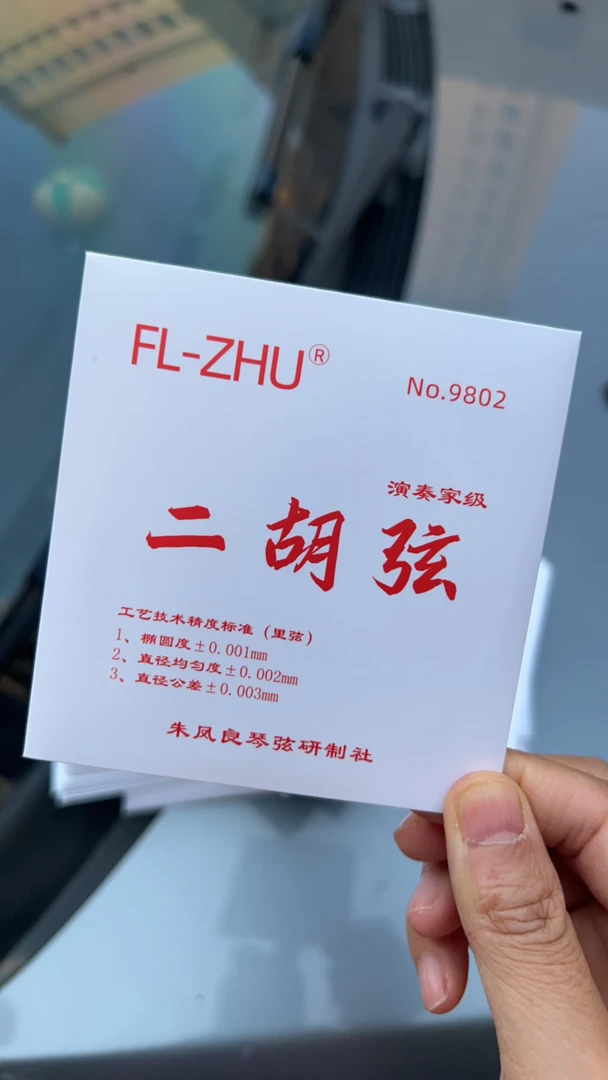 FL-ZHU®
No.9802
演奏家级
二胡弦
工艺技术精度标准（里弦）
1、椭圆度±0.001mm
2、直径均匀度±0.002mm
3、直径公差±0.003mm
朱凤良琴弦研制社